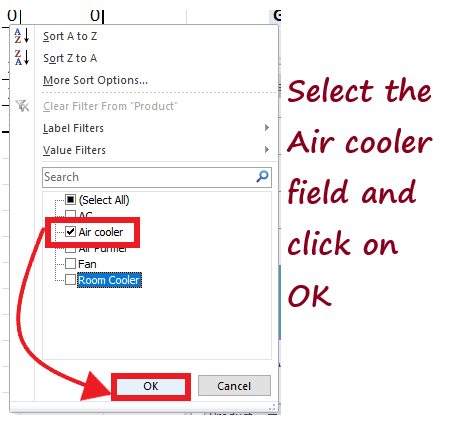 0
0
G
Sort A to Z
Sort Z to A
More Sort Options...
Clear Filter From "Product"
Label Filters
Value Filters
Search
(Select All)
AC
Air cooler
Air Purifier
Fan
Room Cooler
OK
Cancel
Select the
Air cooler
field and
click on
OK